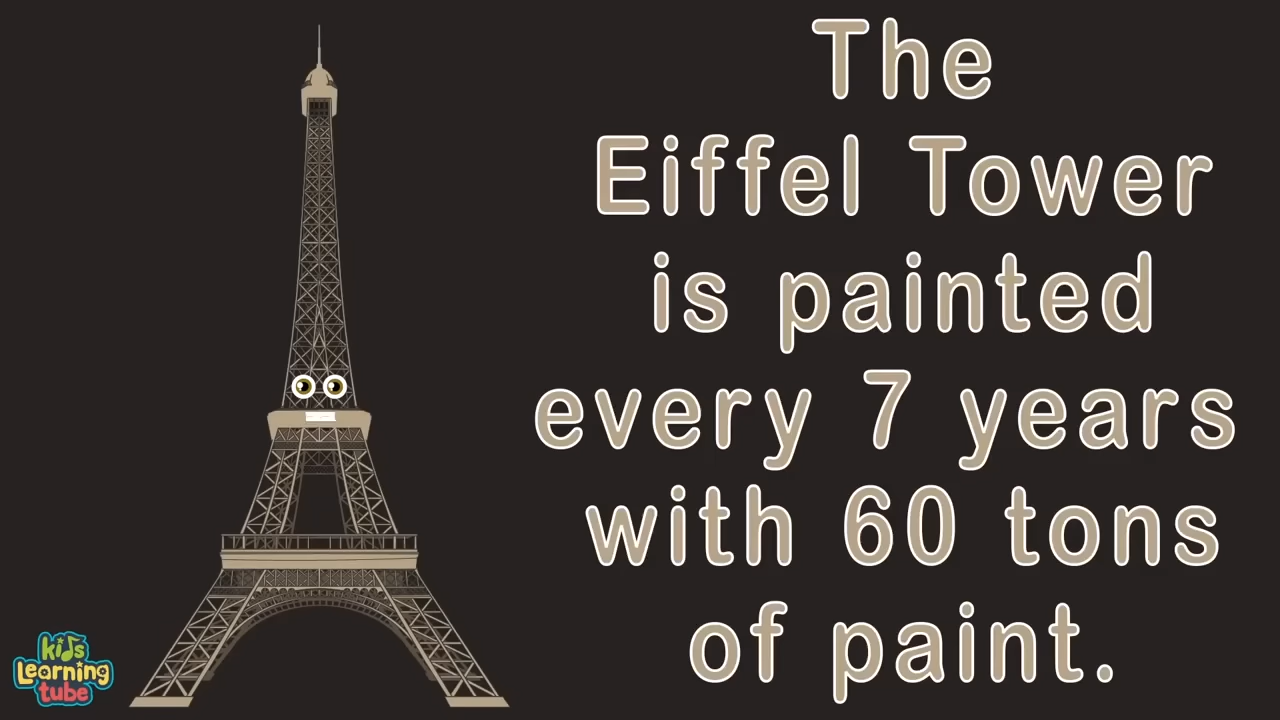 The
Eiffel Tower
is painted
every 7 years
with 60 tons
of paint.
kids
Learning
tube